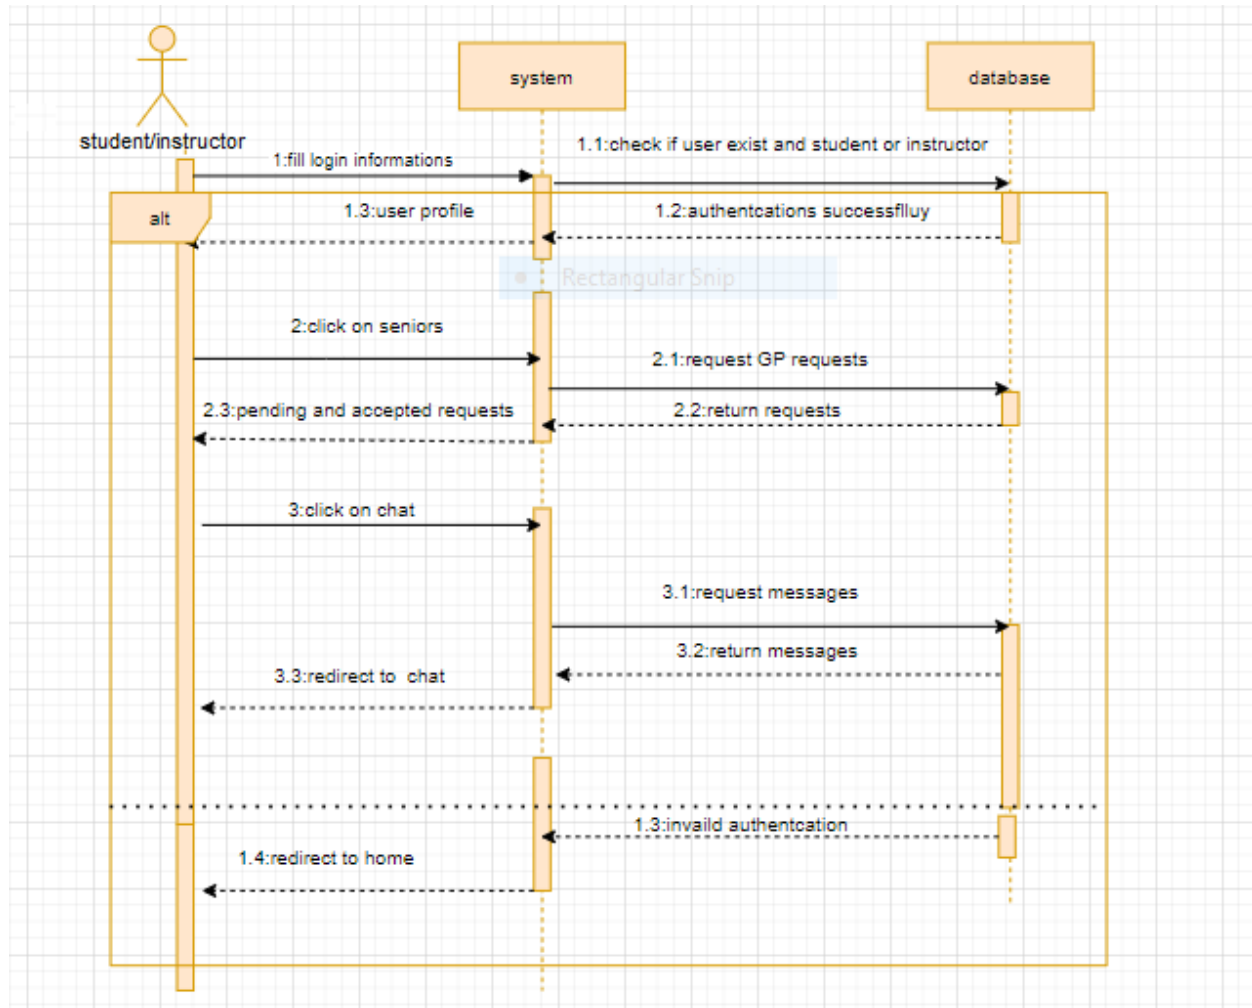 system
database
student/instructor
1:fill login informations
1.1:check if user exist and student or instructor
alt
1.3:user profile
1.2:authentcations successflluy
Rectangular Snip
2:click on seniors
2.1:request GP requests
2.3:pending and accepted requests
2.2:return requests
3:click on chat
3.1:request messages
3.2:return messages
3.3:redirect to chat
1.3:invaild authentcation
1.4:redirect to home